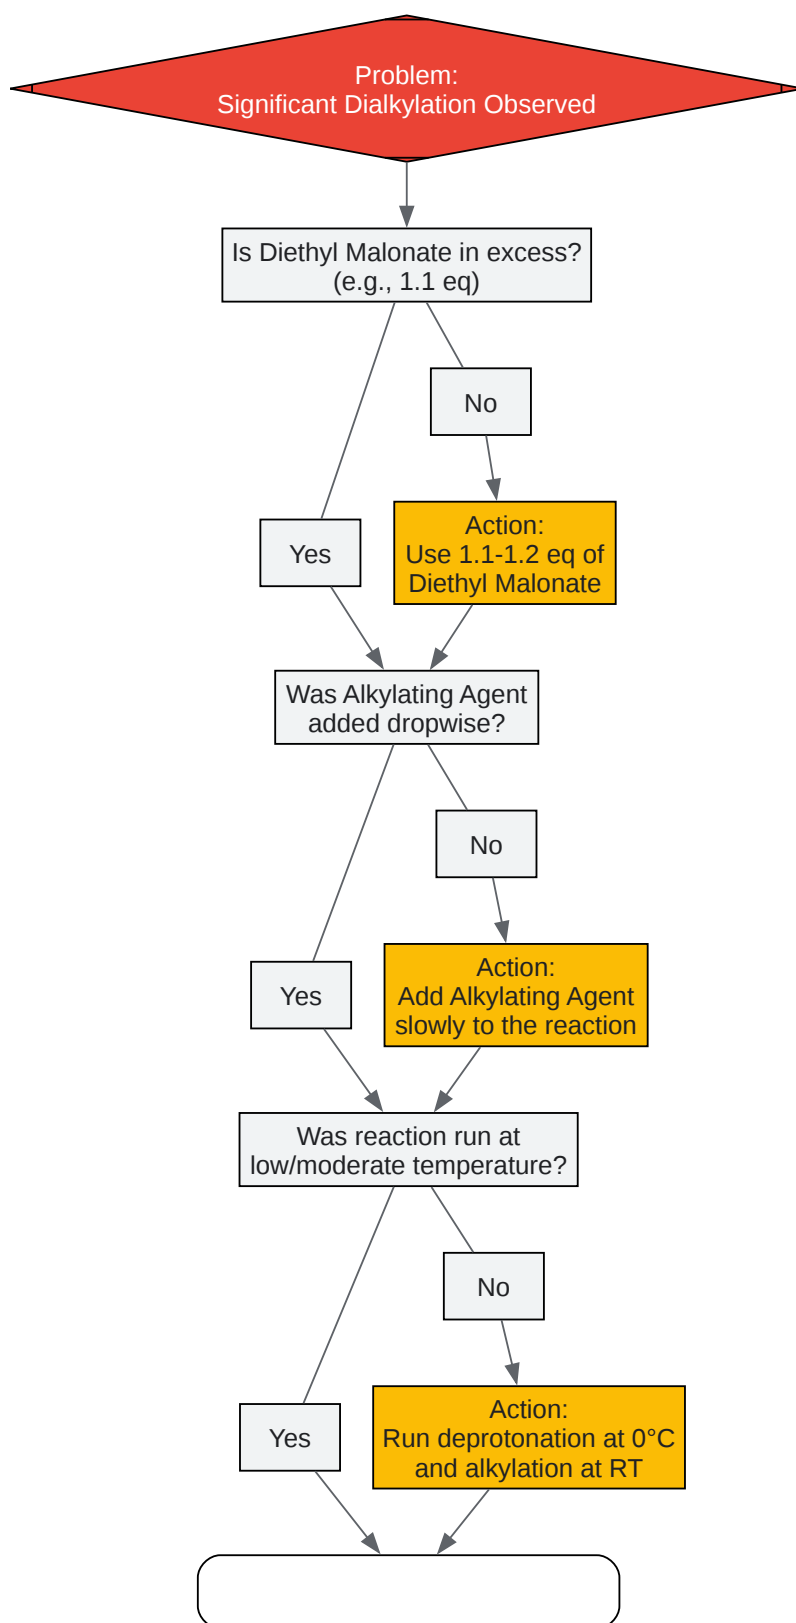 Problem:
Significant Dialkylation Observed
Is Diethyl Malonate in excess?
(e.g., 1.1 eq)
No
Yes
Action:
Use 1.1-1.2 eq of
Diethyl Malonate
Was Alkylating Agent
added dropwise?
No
Yes
Action:
Add Alkylating Agent
slowly to the reaction
Was reaction run at
low/moderate temperature?
No
Yes
Action:
Run deprotonation at 0°C
and alkylation at RT